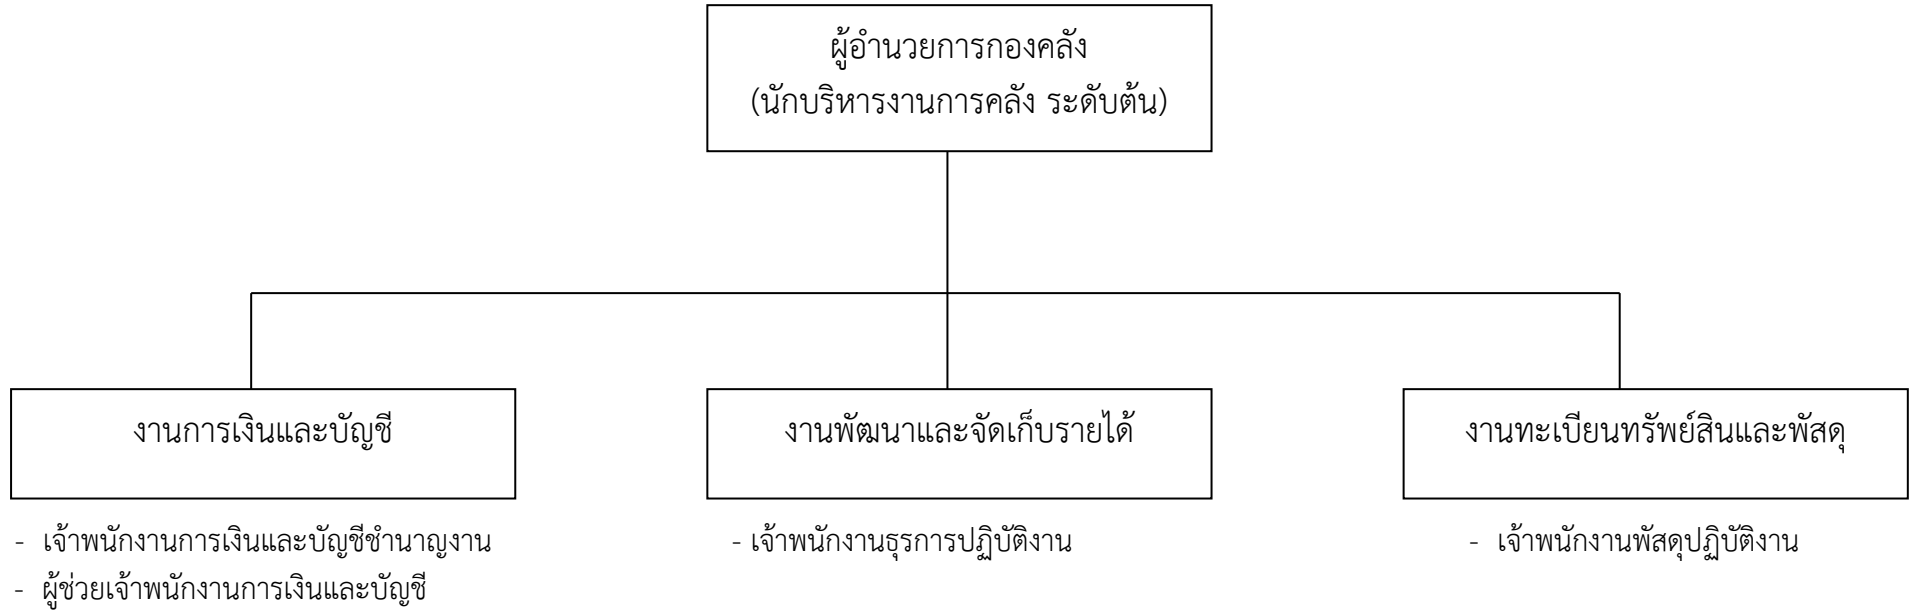 ผู้อำนวยการกองคลัง
(นักบริหารงานการคลัง ระดับต้น)
งานการเงินและบัญชี
งานพัฒนาและจัดเก็บรายได้
งานทะเบียนทรัพย์สินและพัสดุ
- เจ้าพนักงานการเงินและบัญชีชำนาญงาน
- ผู้ช่วยเจ้าพนักงานการเงินและบัญชี
- เจ้าพนักงานธุรการปฏิบัติงาน
- เจ้าพนักงานพัสดุปฏิบัติงาน